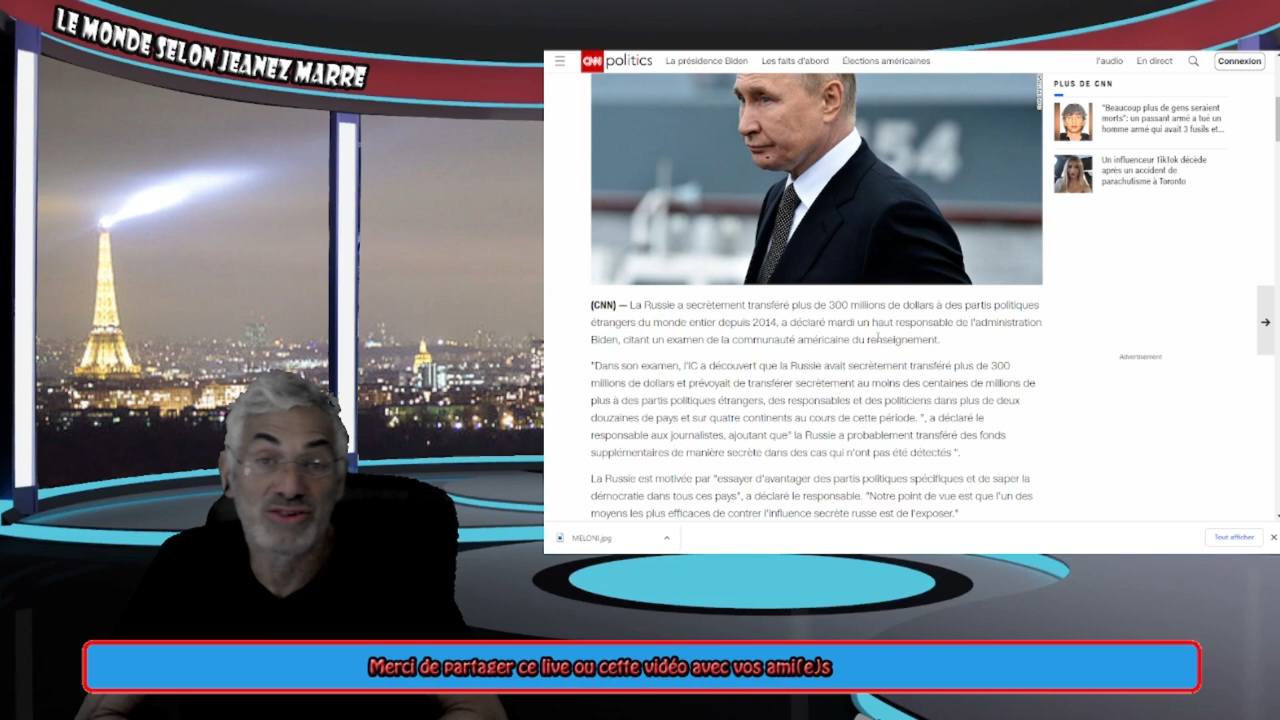 LE MONDE SELON JEANEZ MARRE
CNN politics La présidence Biden Les faits d'abord Élections américaines l'audio En direct Connexion
54
PLUS DE CNN
"Beaucoup plus de gens seraient
morts": un passant armé a tué un
homme armé qui avait 3 fusils et...
Un influenceur TikTok décède
après un accident de
parachutisme à Toronto
(CNN) — La Russie a secrètement transféré plus de 300 millions de dollars à des partis politiques
étrangers du monde entier depuis 2014, a déclaré mardi un haut responsable de l'administration
Biden, citant un examen de la communauté américaine du renseignement.
Advertisement
"Dans son examen, l'IC a découvert que la Russie avait secrètement transféré plus de 300
millions de dollars et prévoyait de transférer secrètement au moins des centaines de millions de
plus à des partis politiques étrangers, des responsables et des politiciens dans plus de deux
douzaines de pays et sur quatre continents au cours de cette période. ", a déclaré le
responsable aux journalistes, ajoutant que" la Russie a probablement transféré des fonds
supplémentaires de manière secrète dans des cas qui n'ont pas été détectés ".
La Russie est motivée par "essayer d'avantager des partis politiques spécifiques et de saper la
démocratie dans tous ces pays", a déclaré le responsable. "Notre point de vue est que l'un des
moyens les plus efficaces de contrer l'influence secrète russe est de l'exposer."
MELONI.jpg
Tout afficher
Merci de partager ce live ou cette vidéo avec vos ami(e)s